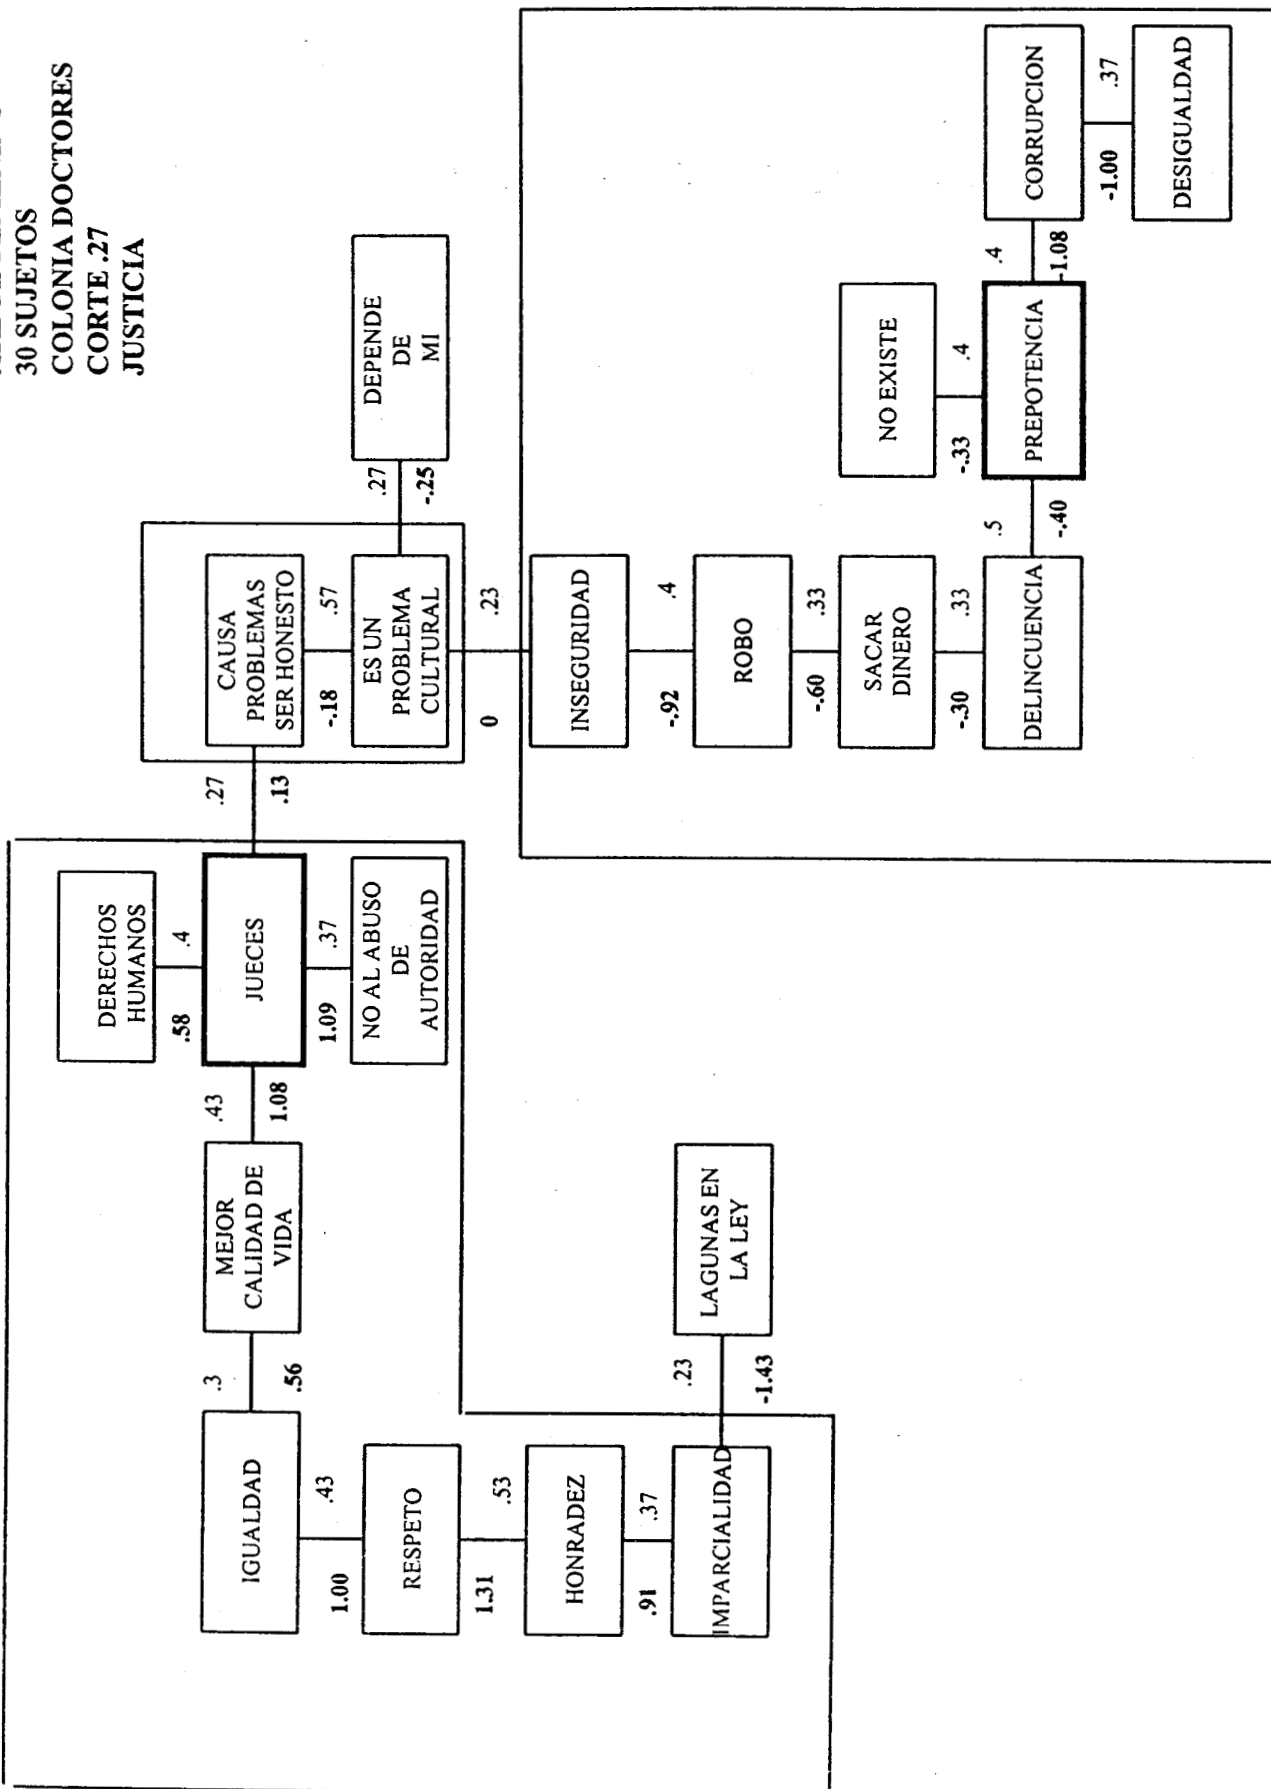 30 SUJETOS
COLONIA DOCTORES
CORTE .27
JUSTICIA
DERECHOS
HUMANOS
.58
.4
IGUALDAD
.3
.56
MEJOR
CALIDAD DE
VIDA
.43
1.08
JUECES
.27
.13
CAUSA
PROBLEMAS
SER HONESTO
1.00
.43
1.09
.37
-.18
.57
RESPETO
NO AL ABUSO
DE
AUTORIDAD
ES UN
PROBLEMA
CULTURAL
.27
-.25
DEPENDE
DE
MI
1.31
.53
0
.23
HONRADEZ
INSEGURIDAD
.91
.37
-.92
.4
IMPARCIALIDAD
.23
-1.43
LAGUNAS EN
LA LEY
ROBO
-.60
.33
SACAR
DINERO
NO EXISTE
-.30
.33
-.33
.4
DELINCUENCIA
.5
-.40
PREPOTENCIA
.4
-1.08
CORRUPCION
-1.00
.37
DESIGUALDAD